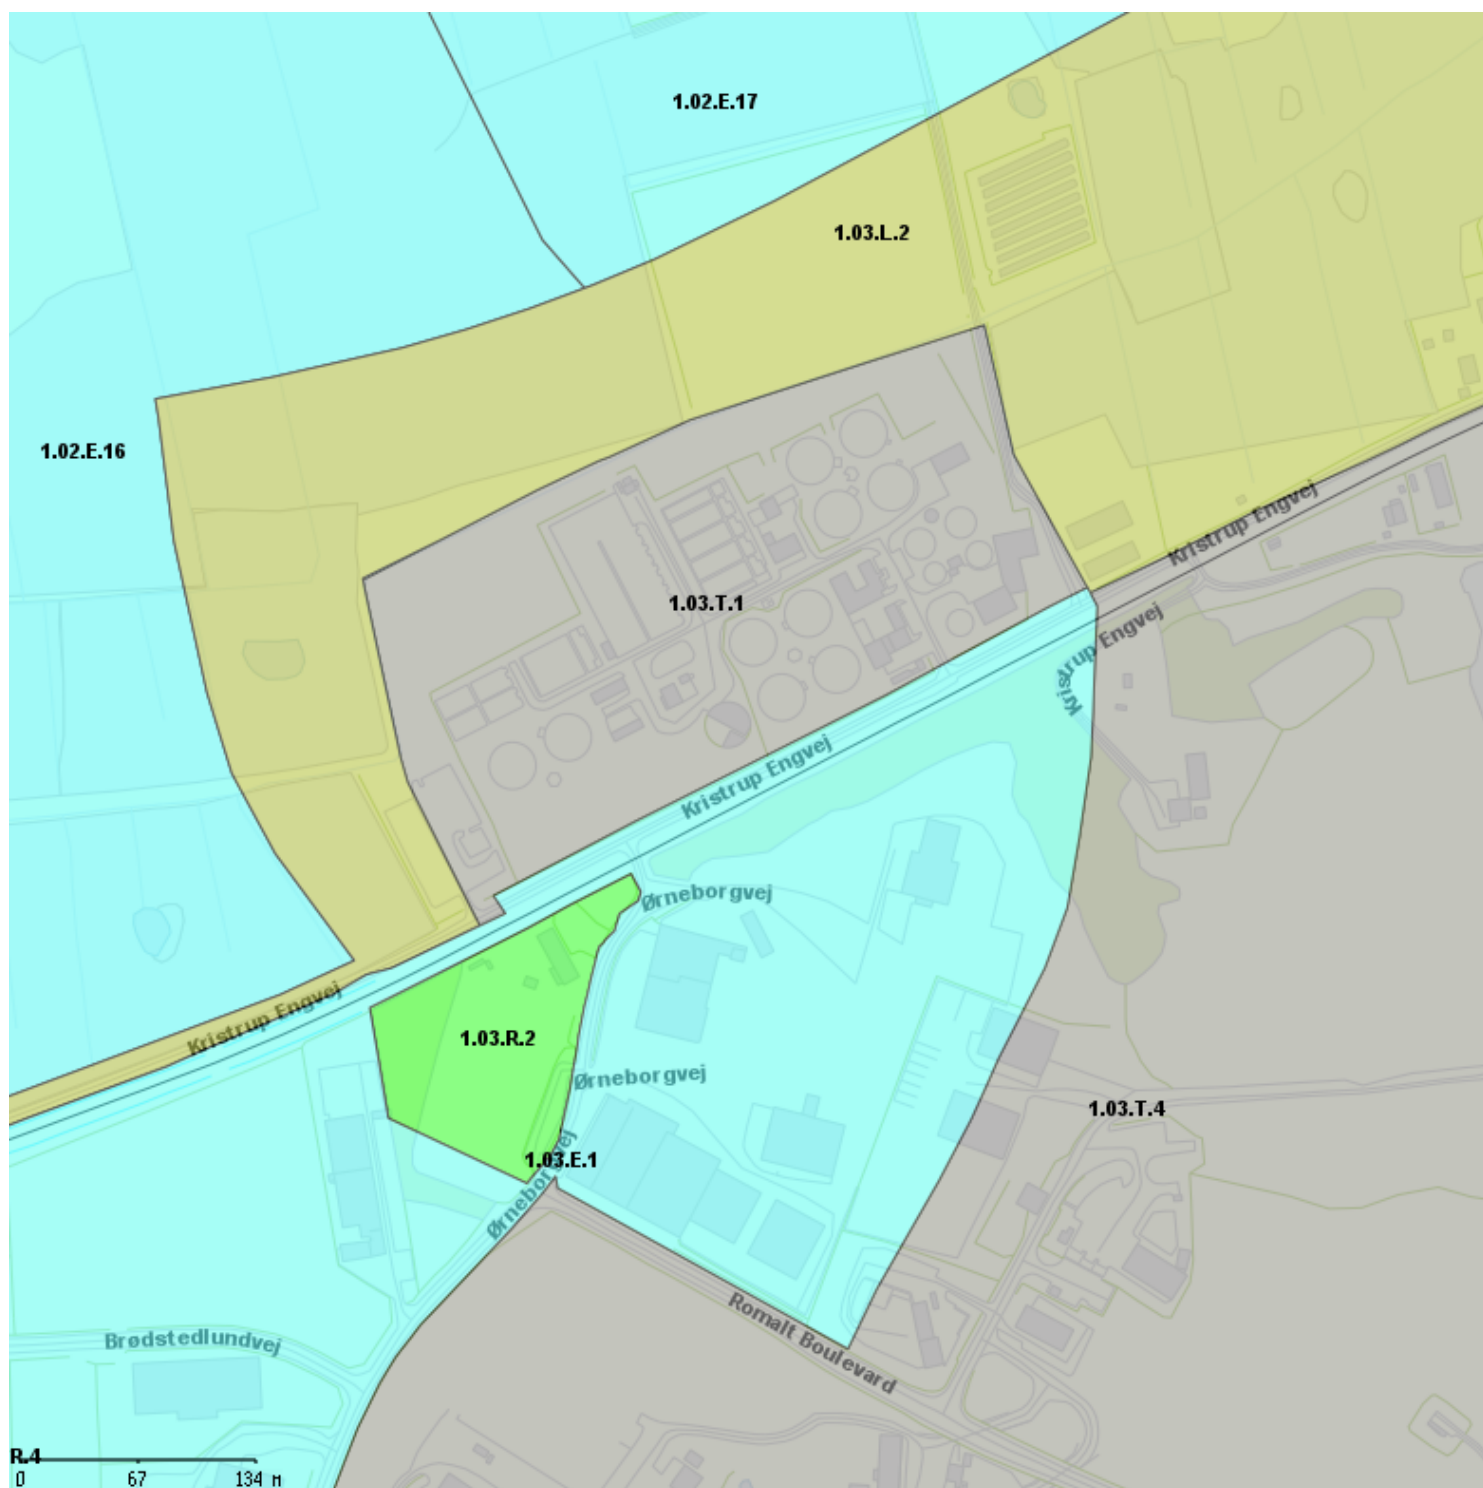 1.02.E.17
1.03.L.2
1.02.E.16
Kristrup Engvej
1.03.T.1
Kristrup Engvej
Kristrup Engvej
Kris
Ørneborgvej
Kristrup Engvej
1.03.R.2
Ørneborgvej
1.03.T.4
1.03.E.1
Ørneborgvej
Romalt Boulevard
Brødstedlundvej
R.4
0 67 134 M